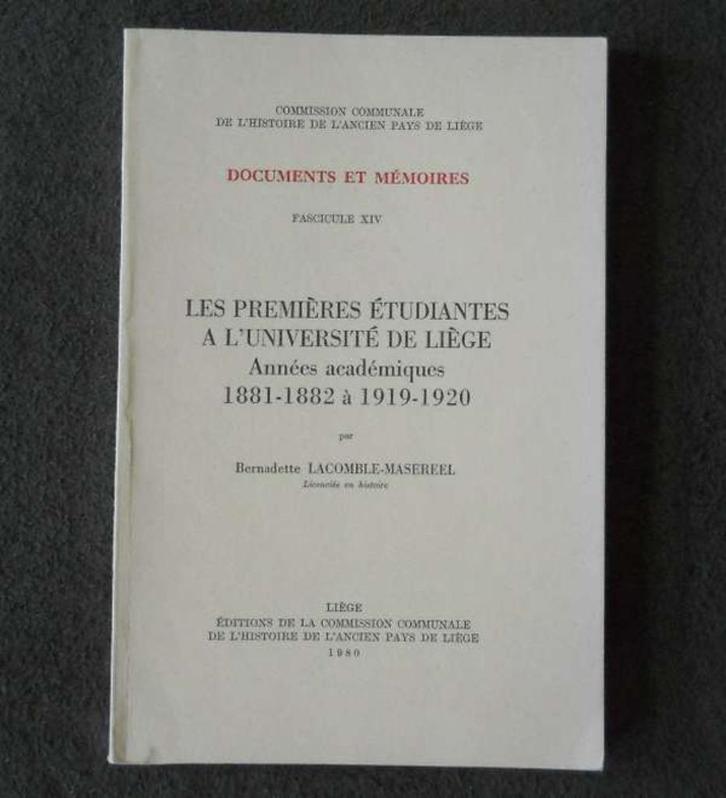 COMMISSION COMMUNALE
DE L'HISTOIRE DE L'ANCIEN PAYS DE LIÈGE
DOCUMENTS ET MÉMOIRES
FASCICULE XIV
LES PREMIÈRES ÉTUDIANTES
A L'UNIVERSITÉ DE LIÈGE
Années académiques
1881-1882 à 1919-1920
par
Bernadette LACOMBLE-MASEREEL
Licenciée en histoire
LIÈGE
ÉDITIONS DE LA COMMISSION COMMUNALE
DE L'HISTOIRE DE L'ANCIEN PAYS DE LIÈGE
1980